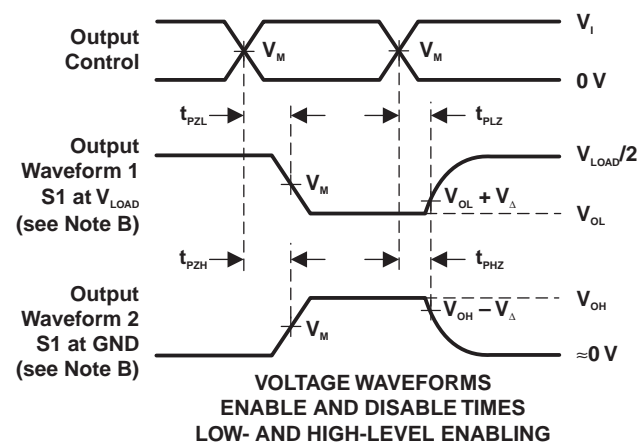 Output
Control
V_M
V_M
V_I
0 V
t_PZL
t_PLZ
Output
Waveform 1
S1 at V_LOAD
(see Note B)
V_M
V_OL + V_Δ
V_LOAD/2
V_OL
t_PZH
t_PHZ
Output
Waveform 2
S1 at GND
(see Note B)
V_M
V_OH – V_Δ
V_OH
≈0 V
VOLTAGE WAVEFORMS
ENABLE AND DISABLE TIMES
LOW- AND HIGH-LEVEL ENABLING